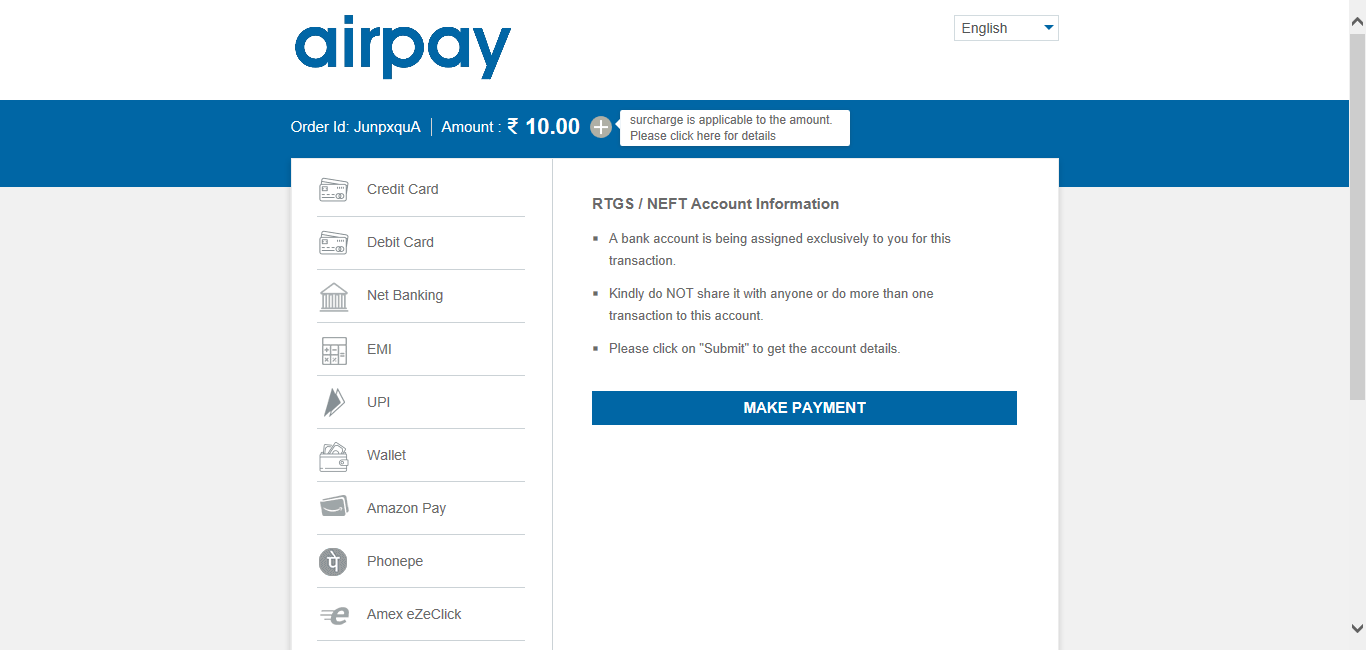 airpay
English
Order Id: JunpxquA Amount : ₹ 10.00
surcharge is applicable to the amount.
Please click here for details
Credit Card
Debit Card
Net Banking
EMI
UPI
Wallet
Amazon Pay
पे
Phonepe
e
Amex eZeClick
RTGS / NEFT Account Information
A bank account is being assigned exclusively to you for this
transaction.
Kindly do NOT share it with anyone or do more than one
transaction to this account.
Please click on "Submit" to get the account details.
MAKE PAYMENT